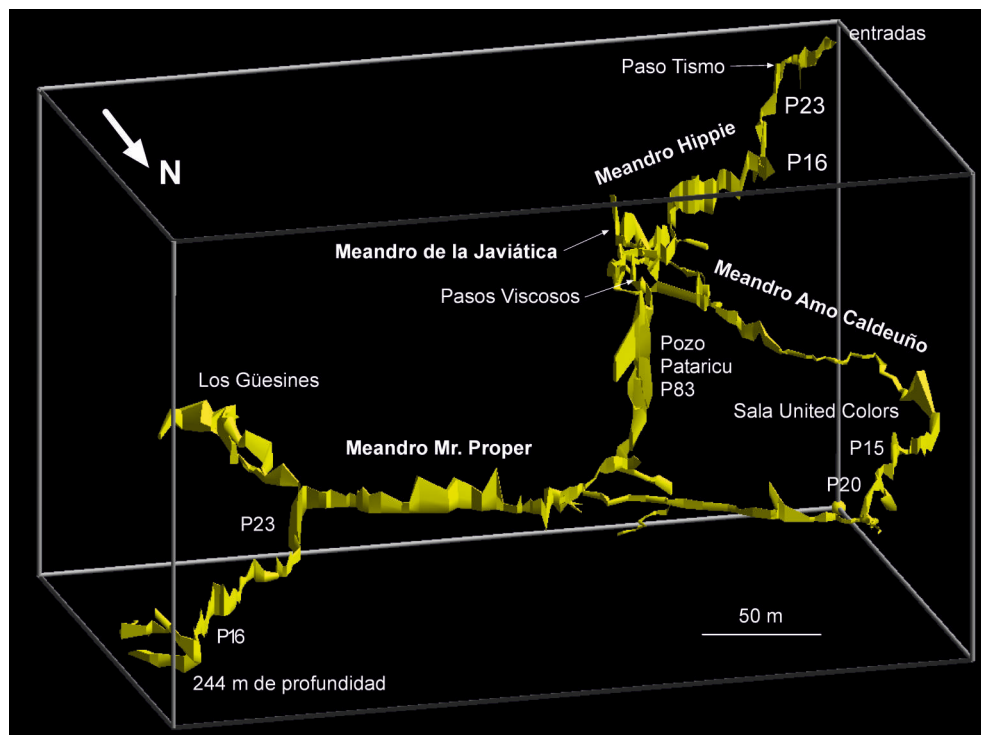 entradas
Paso Tismo
P23
N
Meandro Hippie
P16
Meandro de la Javiática
Meandro Amo Caldeuño
Pasos Viscosos
Pozo
Pataricu
P83
Los Güesines
Sala United Colors
Meandro Mr. Proper
P15
P20
P23
50 m
P16
244 m de profundidad